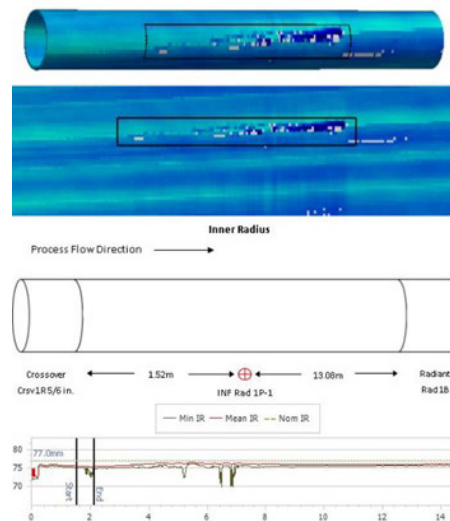 Inner Radius
Process Flow Direction
1.52m
13.08m
Crossover
INF Rad 1P-1
Radiant
Crsv1R5/6 in.
Rad 1B
Min IR
Mean IR
Nom IR
80
77.0mm
75
70
Start
End
0
2
4
6
8
10
12
14